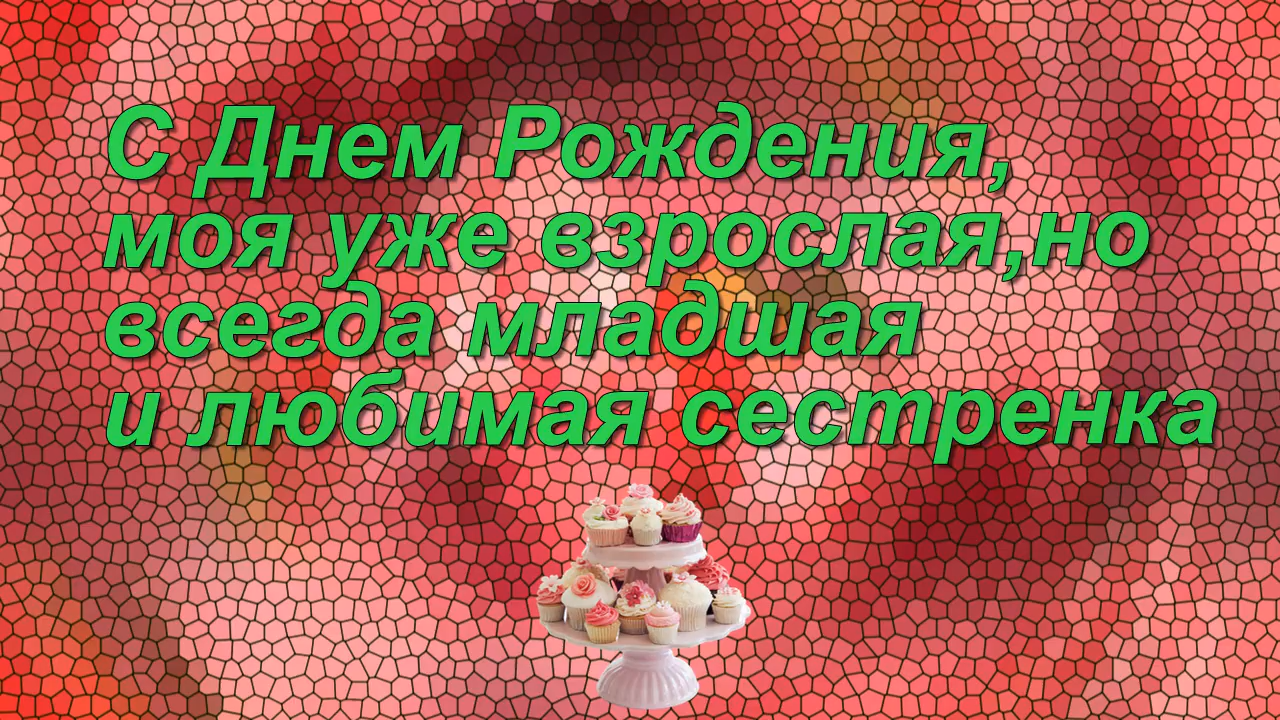 С Днем Рождения,
моя уже взрослая,но
всегда младшая
и любимая сестренка